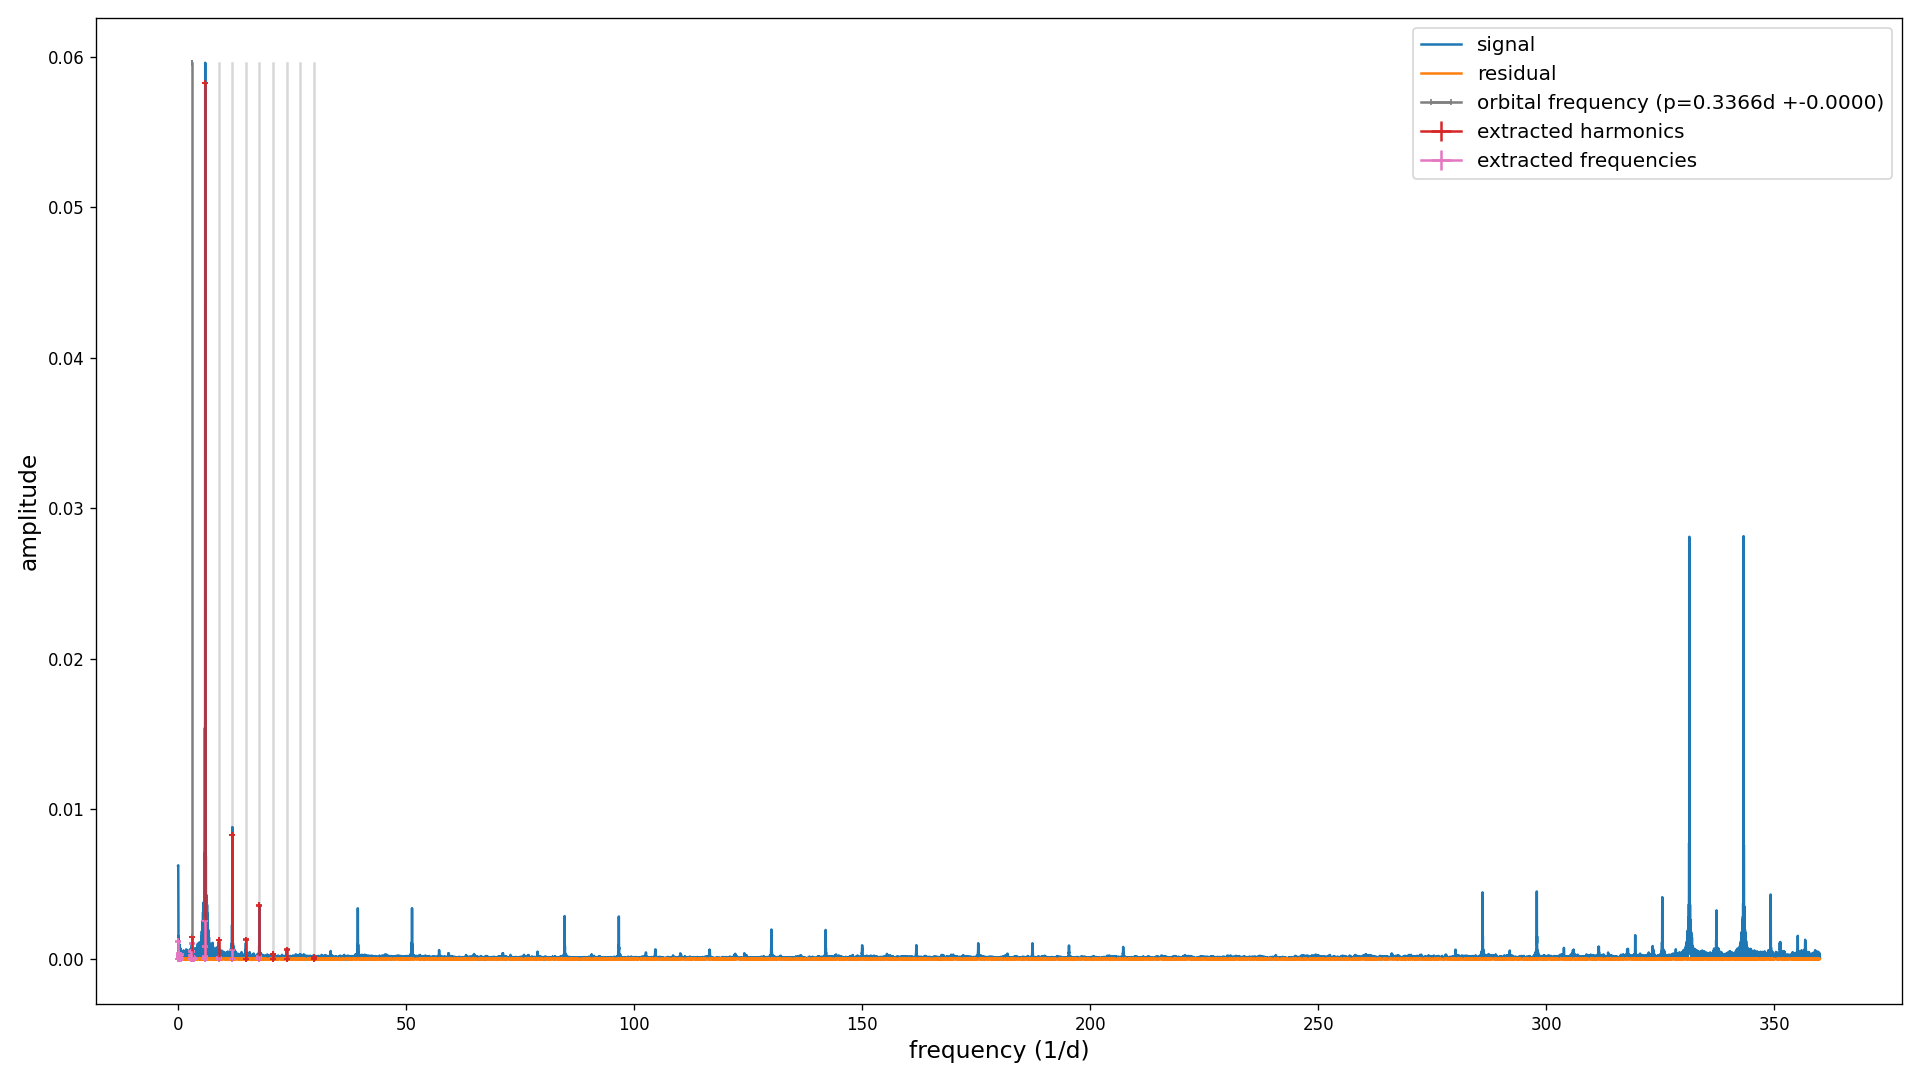 signal
residual
orbital frequency (p=0.3366d +-0.0000)
extracted harmonics
extracted frequencies
0.06
0.05
0.04
0.03
0.02
0.01
0.00
amplitude
0 50 100 150 200 250 300 350
frequency (1/d)